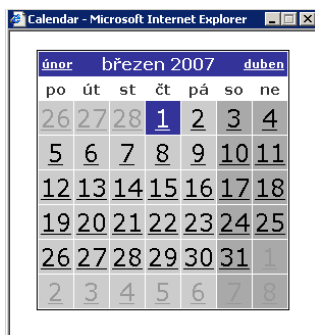 Calendar - Microsoft Internet Explorer
únor březen 2007 duben
po út st čt pá so ne
26 27 28 1 2 3 4
5 6 7 8 9 10 11
12 13 14 15 16 17 18
19 20 21 22 23 24 25
26 27 28 29 30 31 1
2 3 4 5 6 7 8